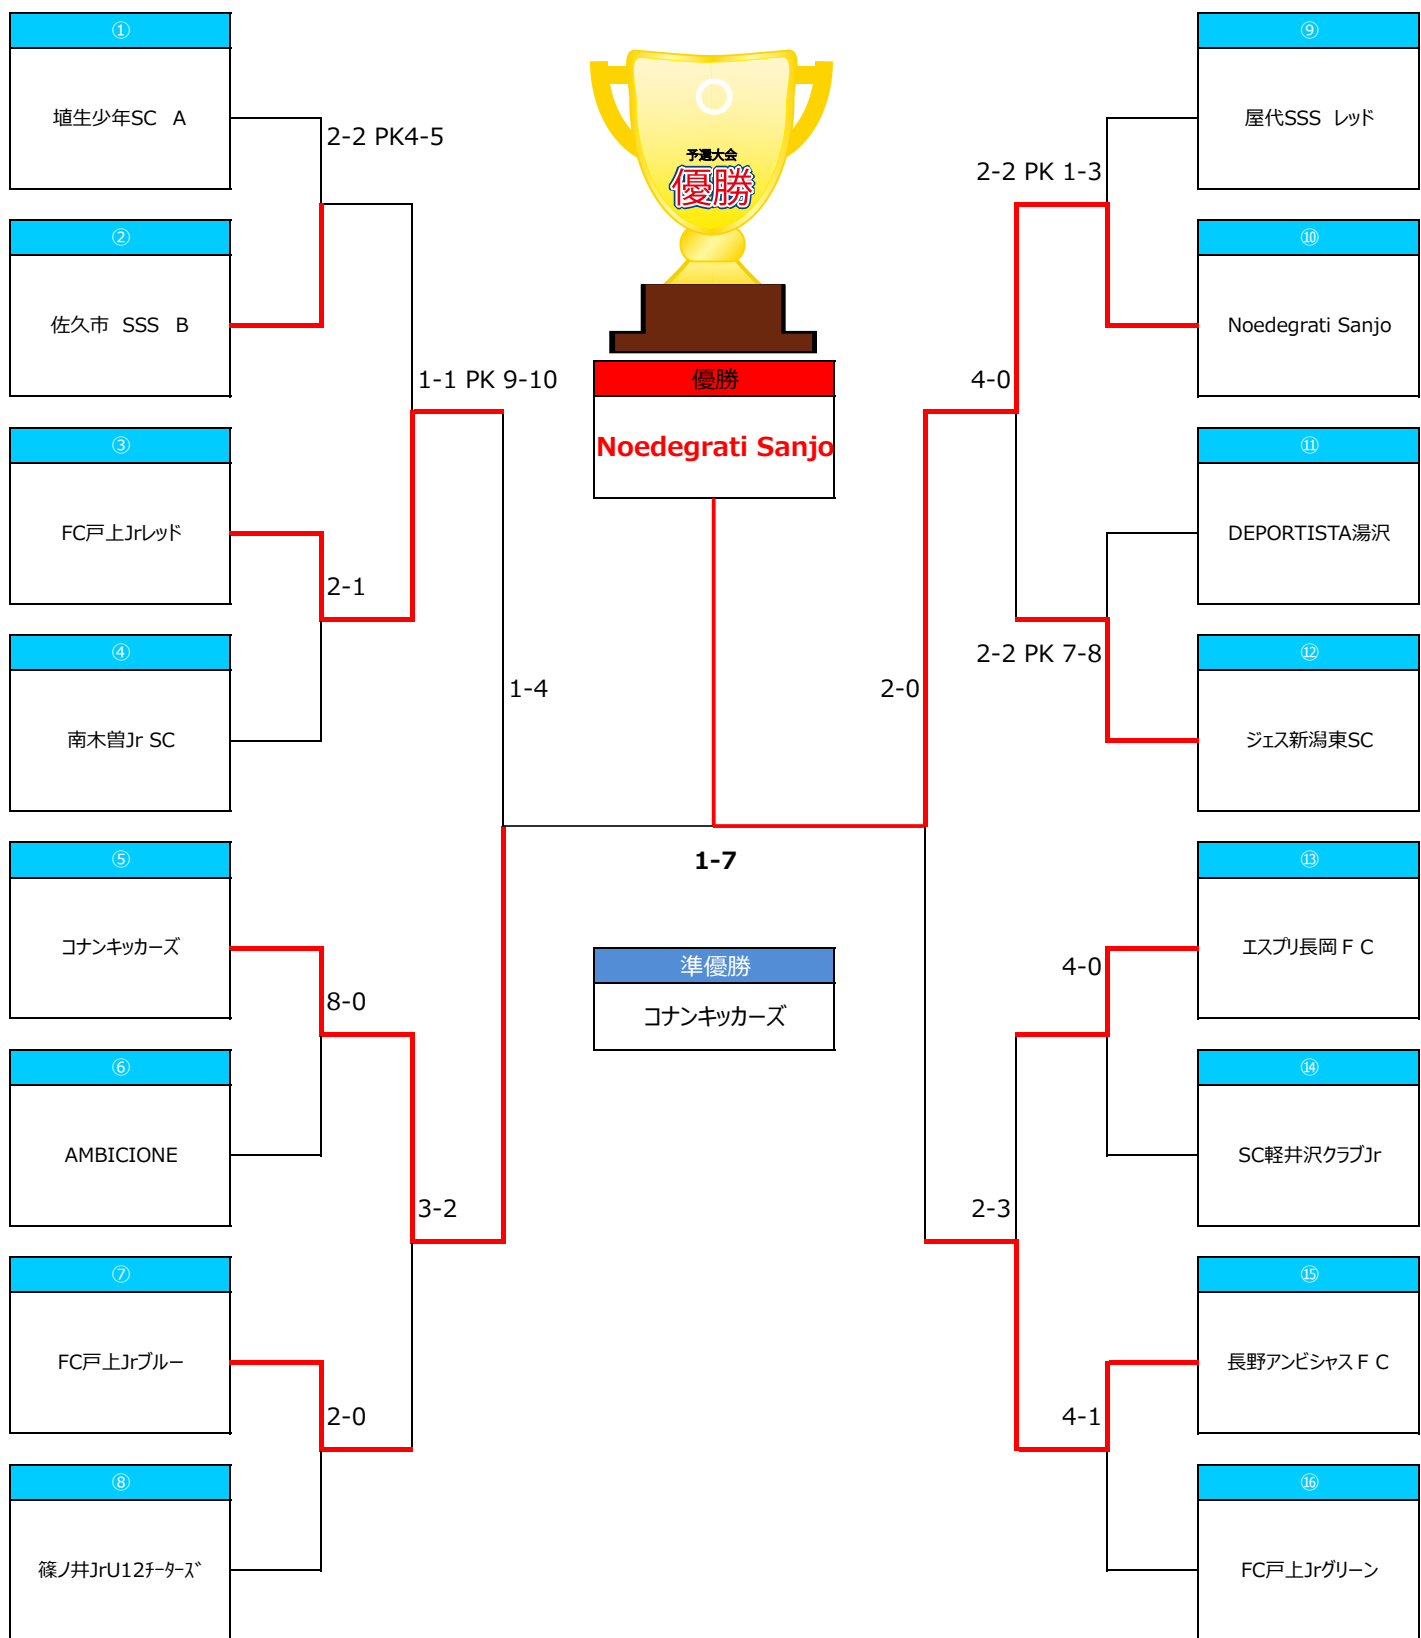 ①
埴生少年SC A
②
佐久市 SSS B
③
FC戸上Jrレッド
④
南木曽Jr SC
⑤
コナンキッカーズ
⑥
AMBICIONE
⑦
FC戸上Jrブルー
⑧
篠ノ井JrU12ﾁｰﾀｰｽﾞ
2-2 PK4-5
2-1
8-0
2-0
1-1 PK 9-10
3-2
1-4
予選大会
優勝
優勝
Noedegrati Sanjo
1-7
準優勝
コナンキッカーズ
2-0
4-0
2-3
2-2 PK 1-3
2-2 PK 7-8
4-0
4-1
⑨
屋代SSS レッド
⑩
Noedegrati Sanjo
⑪
DEPORTISTA湯沢
⑫
ジェス新潟東SC
⑬
エスプリ長岡ＦＣ
⑭
SC軽井沢クラブJr
⑮
長野アンビシャスＦＣ
⑯
FC戸上Jrグリーン